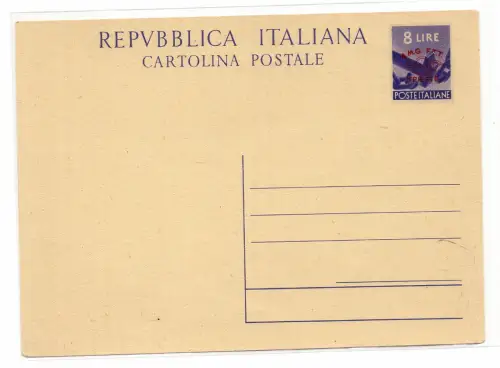 REPVBBLICA ITALIANA
CARTOLINA POSTALE
8 LIRE
POSTE ITALIANE